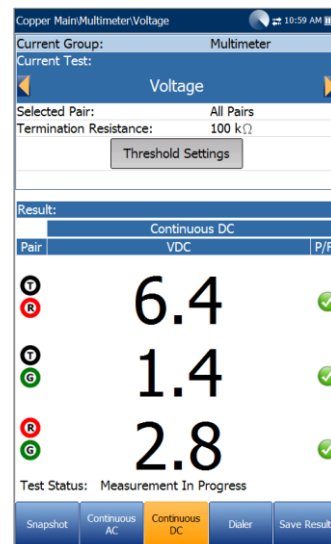 Copper Main\Multimeter\Voltage 10:59 AM
Current Group: Multimeter
Current Test:
Voltage
Selected Pair: All Pairs
Termination Resistance: 100 kΩ
Threshold Settings
Result:
Continuous DC
Pair VDC P/F
T
R
6.4
T
G
1.4
R
G
2.8
Test Status: Measurement In Progress
Snapshot
Continuous AC
Continuous DC
Dialer
Save Result